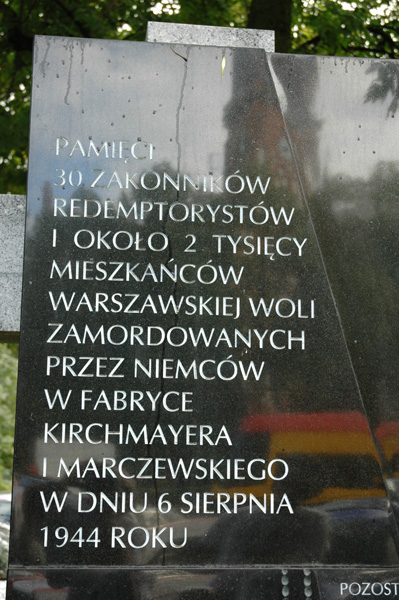 PAMIĘCI
30 ZAKONNIKÓW
REDEMPTORYSTÓW
I OKOŁO 2 TYSIĘCY
MIESZKAŃCÓW
WARSZAWSKIEJ WOLI
ZAMORDOWANYCH
PRZEZ NIEMCÓW
W FABRYCE
KIRCHMAYERA
I MARCZEWSKIEGO
W DNIU 6 SIERPNIA
1944 ROKU
POZOST